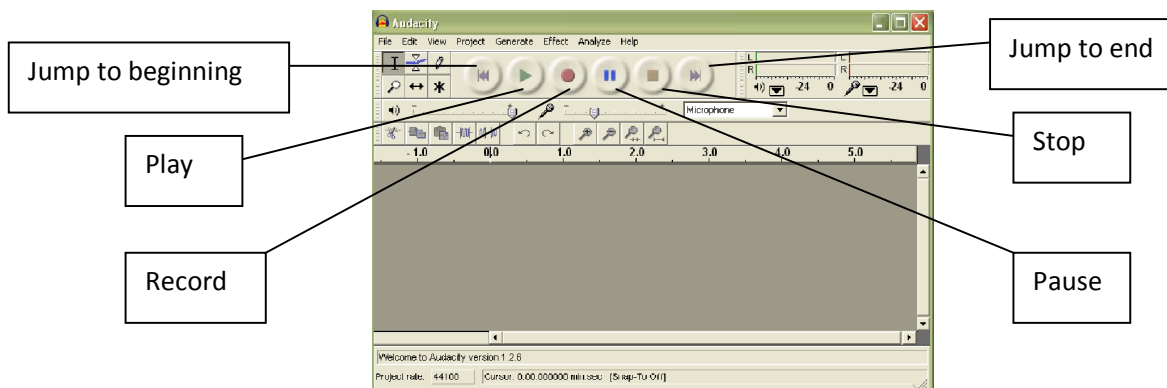 Audacity
File Edit View Project Generate Effect Analyze Help
Jump to beginning
Jump to end
L
R
-24 0
L
R
-24 0
Microphone
- 1.0 0.0 1.0 2.0 3.0 4.0 5.0
Play
Stop
Record
Pause
Welcome to Audacity version 1.2.6
Project rate: 44100 Cursor: 0:00.000000 min:sec [Snap-To Off]